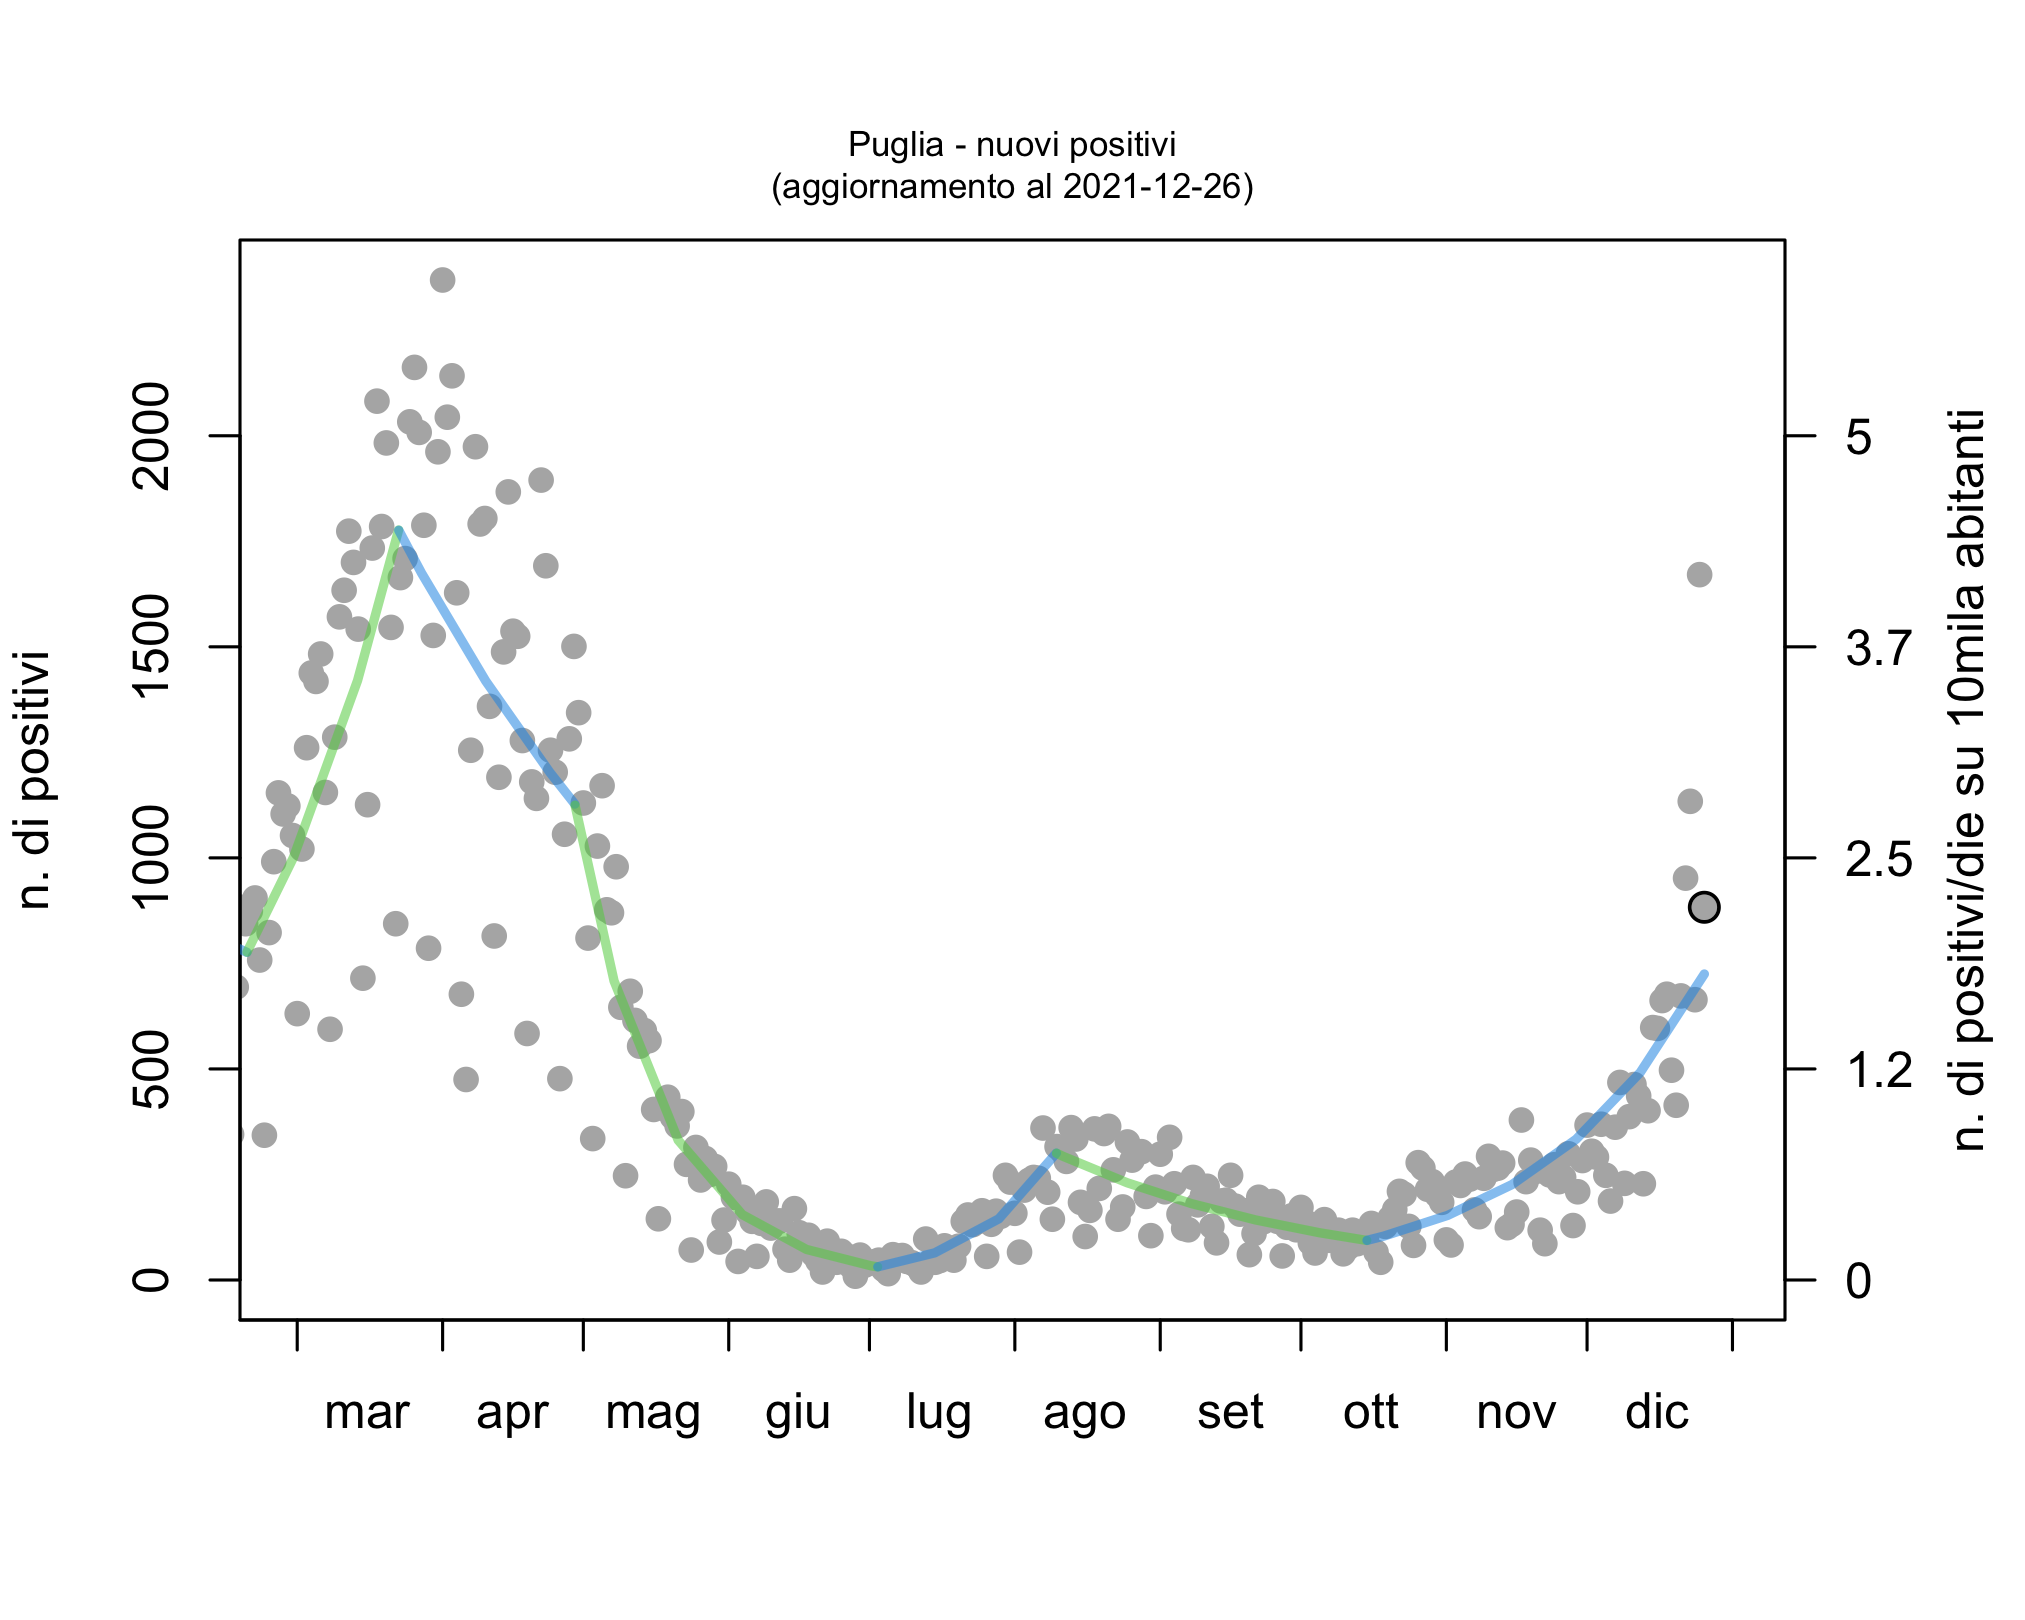 Puglia - nuovi positivi
(aggiornamento al 2021-12-26)
n. di positivi
2000
1500
1000
500
0
5
3.7
2.5
1.2
0
n. di positivi/die su 10mila abitanti
mar apr mag giu lug ago set ott nov dic